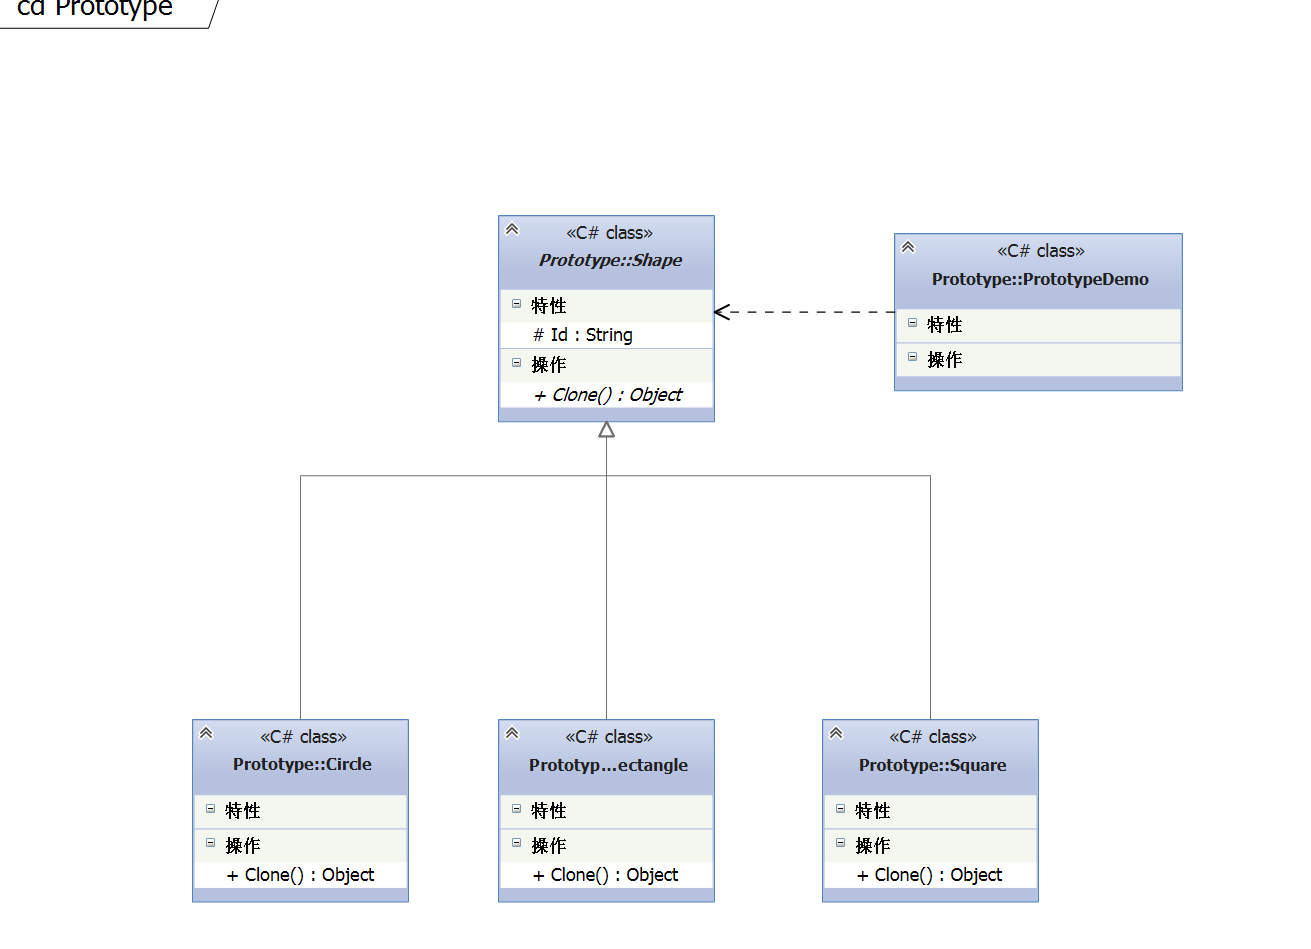 cd Prototype
«C# class»
Prototype::Shape
特性
# Id : String
操作
+ Clone() : Object
«C# class»
Prototype::PrototypeDemo
特性
操作
«C# class»
Prototype::Circle
特性
操作
+ Clone() : Object
«C# class»
Prototyp...ectangle
特性
操作
+ Clone() : Object
«C# class»
Prototype::Square
特性
操作
+ Clone() : Object